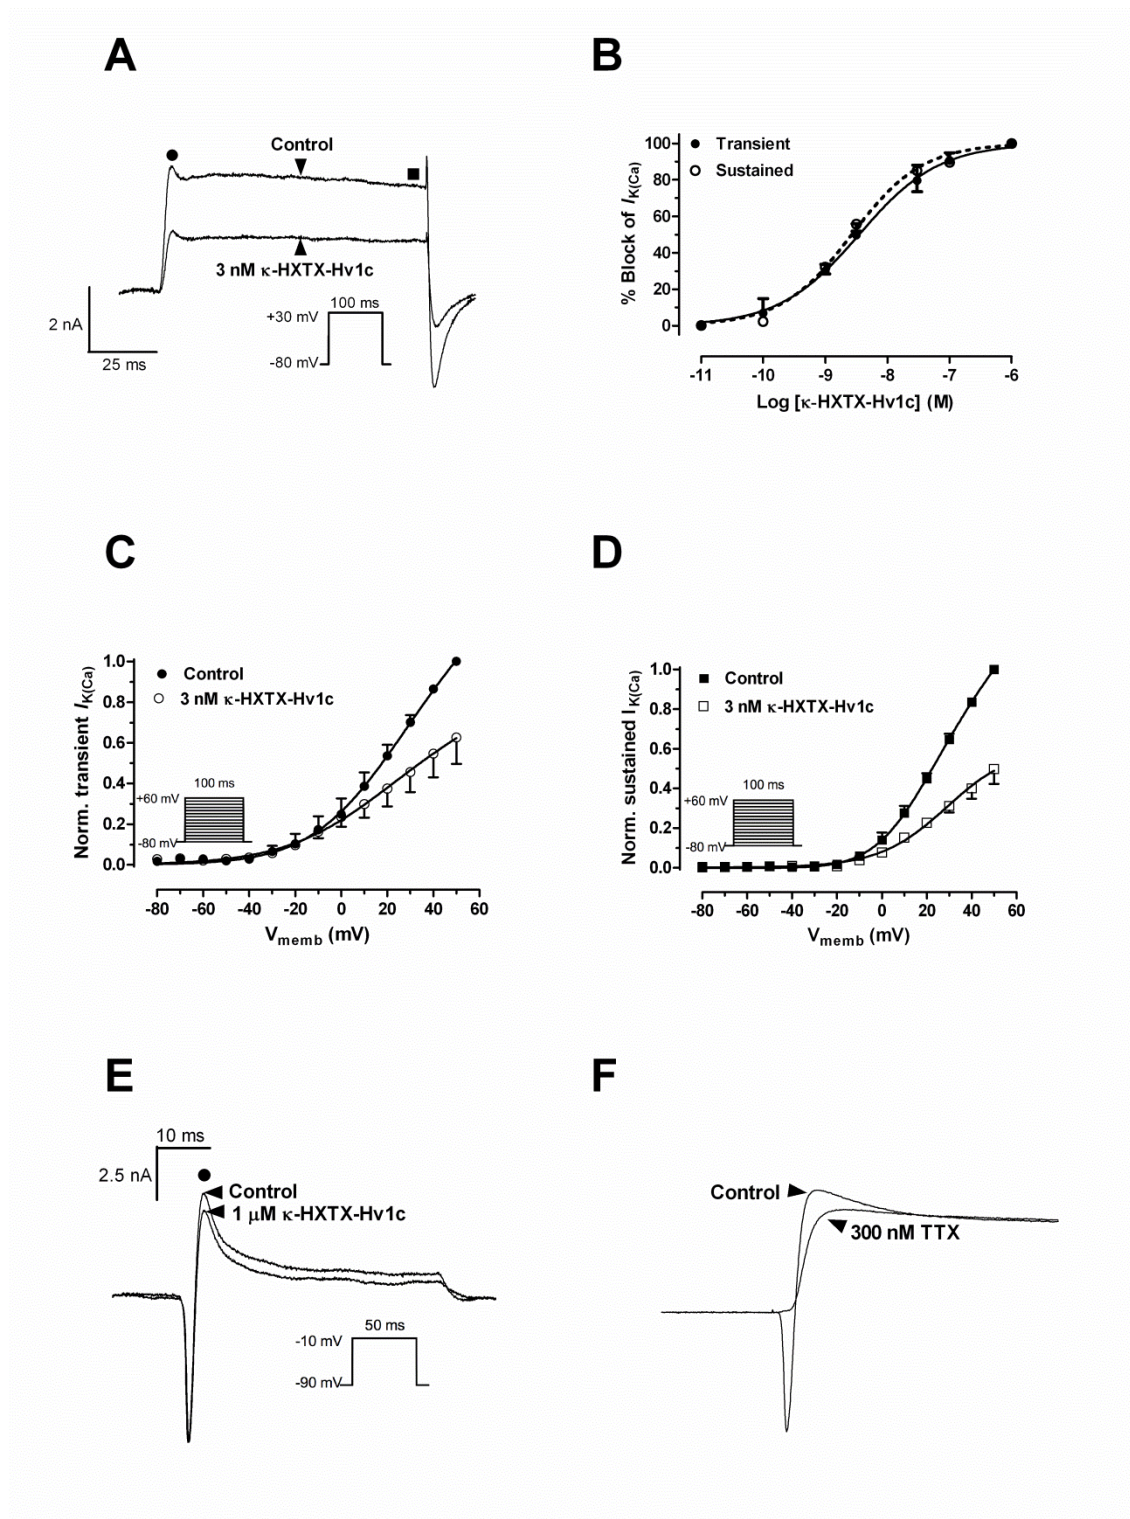 A
Control
3 nM κ-HXTX-Hv1c
2 nA
25 ms
100 ms
+30 mV
-80 mV
B
% Block of I K(Ca)
100
80
60
40
20
0
Transient
Sustained
-11 -10 -9 -8 -7 -6
Log [κ-HXTX-Hv1c] (M)
C
Norm. transient I K(Ca)
1.0
0.8
0.6
0.4
0.2
0.0
Control
3 nM κ-HXTX-Hv1c
100 ms
+60 mV
-80 mV
-80 -60 -40 -20 0 20 40 60
Vmemb (mV)
D
Norm. sustained I K(Ca)
1.0
0.8
0.6
0.4
0.2
0.0
Control
3 nM κ-HXTX-Hv1c
100 ms
+60 mV
-80 mV
-80 -60 -40 -20 0 20 40 60
Vmemb (mV)
E
10 ms
2.5 nA
Control
1 μM κ-HXTX-Hv1c
50 ms
-10 mV
-90 mV
F
Control
300 nM TTX